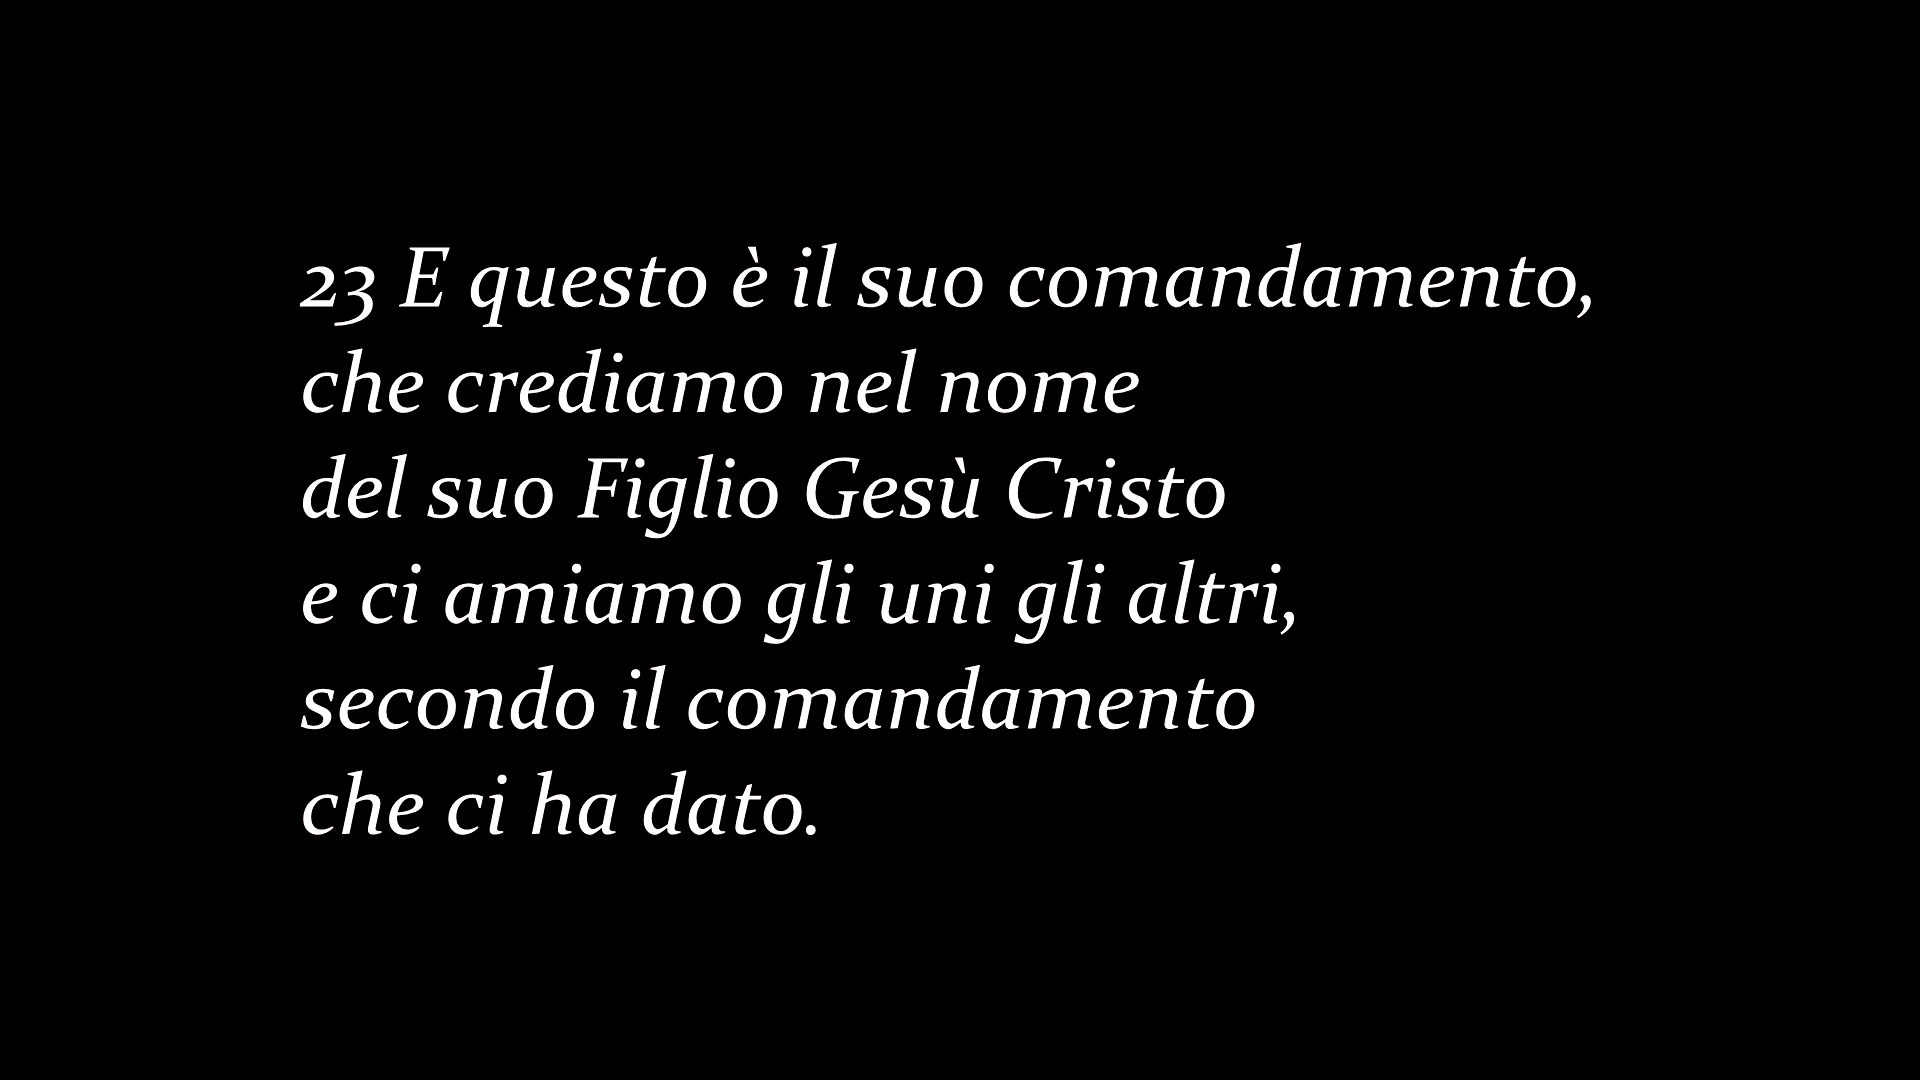 23 E questo è il suo comandamento,
che crediamo nel nome
del suo Figlio Gesù Cristo
e ci amiamo gli uni gli altri,
secondo il comandamento
che ci ha dato.